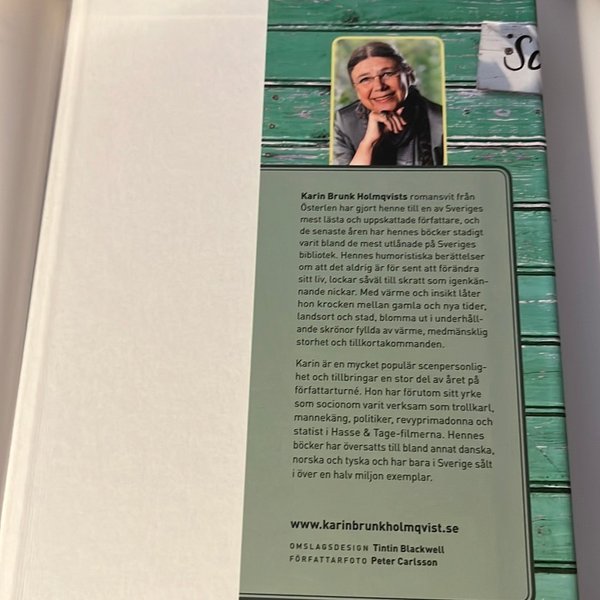 Karin Brunk Holmqvists romansvit från
Österlen har gjort henne till en av Sveriges
mest lästa och uppskattade författare, och
de senaste åren har hennes böcker stadigt
varit bland de mest utlånade på Sveriges
bibliotek. Hennes humoristiska berättelser
om att det aldrig är för sent att förändra
sitt liv, lockar såväl till skratt som igenkän-
nande nickar. Med värme och insikt låter
hon krocken mellan gamla och nya tider,
landsort och stad, blomma ut i underhåll-
ande skrönor fyllda av värme, medmänsklig
storhet och tillkortakommanden.
Karin är en mycket populär scenpersonlig-
het och tillbringar en stor del av året på
författarturné. Hon har förutom sitt yrke
som socionom varit verksam som trollkarl,
mannekäng, politiker, revyprimadonna och
statist i Hasse & Tage-filmerna. Hennes
böcker har översatts till bland annat danska,
norska och tyska och har bara i Sverige sålt
i över en halv miljon exemplar.
www.karinbrunkholmqvist.se
OMSLAGSDESIGN Tintin Blackwell
FÖRFATTARFOTO Peter Carlsson